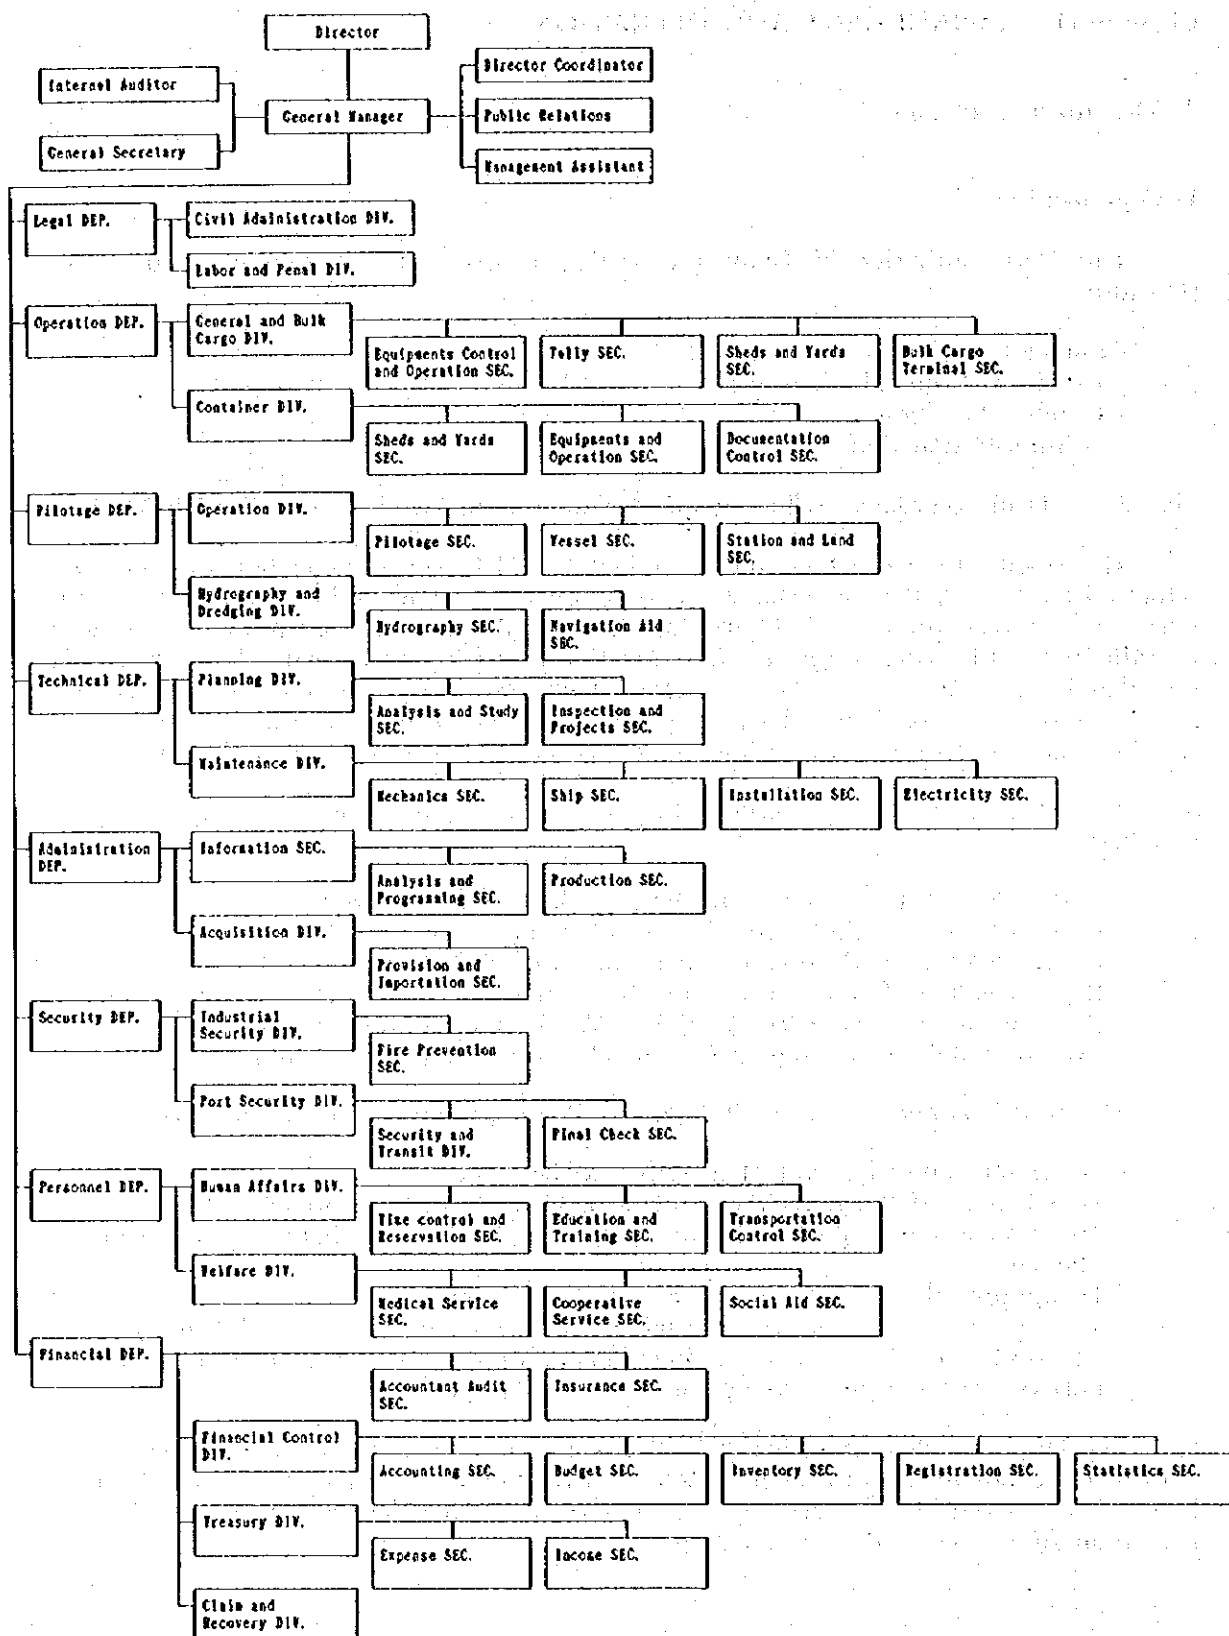 Director
Internal Auditor
Director Coordinator
General Manager
Public Relations
General Secretary
Management Assistant
Legal DEP.
Civil Administration DIV.
Labor and Penal DIV.
Operation DEP.
General and Bulk
Cargo DIV.
Equipments Control
and Operation SEC.
Tally SEC.
Sheds and Yards
SEC.
Bulk Cargo
Terminal SEC.
Container DIV.
Sheds and Yards
SEC.
Equipments and
Operation SEC.
Documentation
Control SEC.
Pilotage DEP.
Operation DIV.
Pilotage SEC.
Vessel SEC.
Station and Land
SEC.
Hydrography and
Dredging DIV.
Hydrography SEC.
Navigation Aid
SEC.
Technical DEP.
Planning DIV.
Analysis and Study
SEC.
Inspection and
Projects SEC.
Maintenance DIV.
Mechanics SEC.
Ship SEC.
Installation SEC.
Electricity SEC.
Administration
DEP.
Information SEC.
Analysis and
Programing SEC.
Production SEC.
Acquisition DIV.
Provision and
Importation SEC.
Security DEP.
Industrial
Security DIV.
Fire Prevention
SEC.
Port Security DIV.
Security and
Transit DIV.
Final Check SEC.
Personnel DEP.
Human Affairs DIV.
Time control and
Reservation SEC.
Education and
Training SEC.
Transportation
Control SEC.
Welfare DIV.
Medical Service
SEC.
Cooperative
Service SEC.
Social Aid SEC.
Financial DEP.
Accountant Audit
SEC.
Insurance SEC.
Financial Control
DIV.
Accounting SEC.
Budget SEC.
Inventory SEC.
Registration SEC.
Statistics SEC.
Treasury DIV.
Expense SEC.
Income SEC.
Claim and
Recovery DIV.